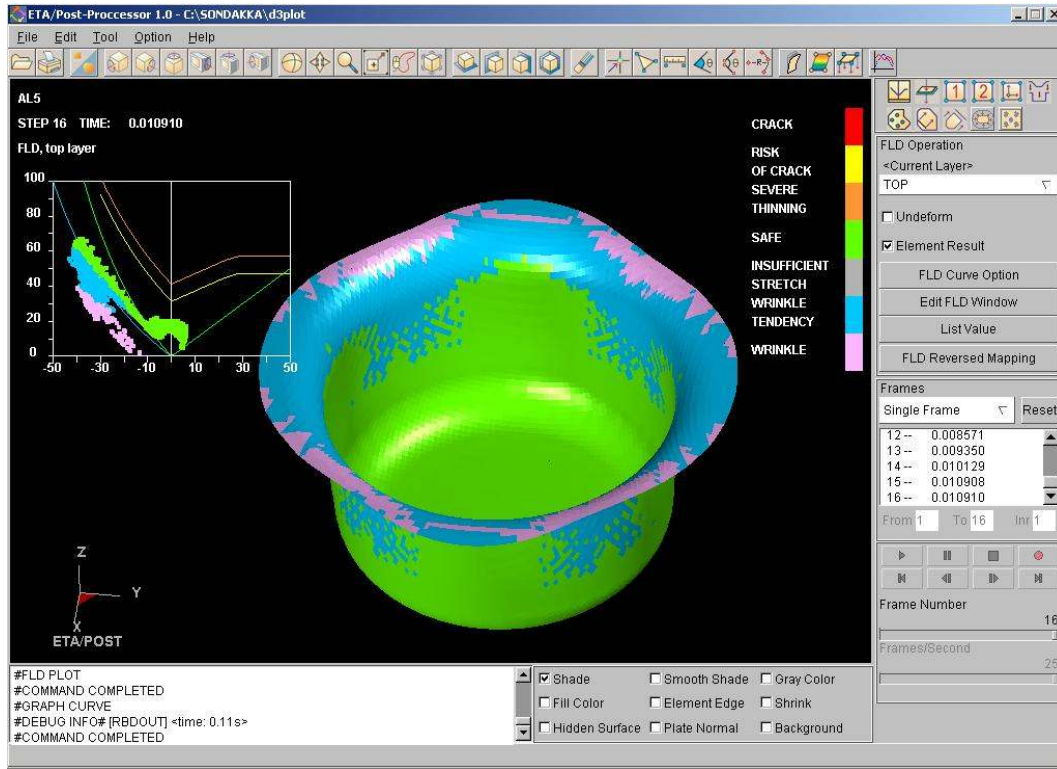 ETA/Post-Proccessor 1.0 - C:\SONDAKKA\d3plot
File Edit Tool Option Help
AL5
STEP 16 TIME: 0.010910
FLD, top layer
100
80
60
40
20
0
-50 -30 -10 10 30 50
CRACK
RISK
OF CRACK
SEVERE
THINNING
SAFE
INSUFFICIENT
STRETCH
WRINKLE
TENDENCY
WRINKLE
Z
Y
X
ETA/POST
1 2
FLD Operation
<Current Layer>
TOP
Undeform
Element Result
FLD Curve Option
Edit FLD Window
List Value
FLD Reversed Mapping
Frames
Single Frame Reset
12 -- 0.008571
13 -- 0.009350
14 -- 0.010129
15 -- 0.010908
16 -- 0.010910
From 1 To 16 Inr 1
Frame Number
16
Frames/Second
25
#FLD PLOT
#COMMAND COMPLETED
#GRAPH CURVE
#DEBUG INFO# [RBDOUT] <time: 0.11s>
#COMMAND COMPLETED
Shade Smooth Shade Gray Color
Fill Color Element Edge Shrink
Hidden Surface Plate Normal Background